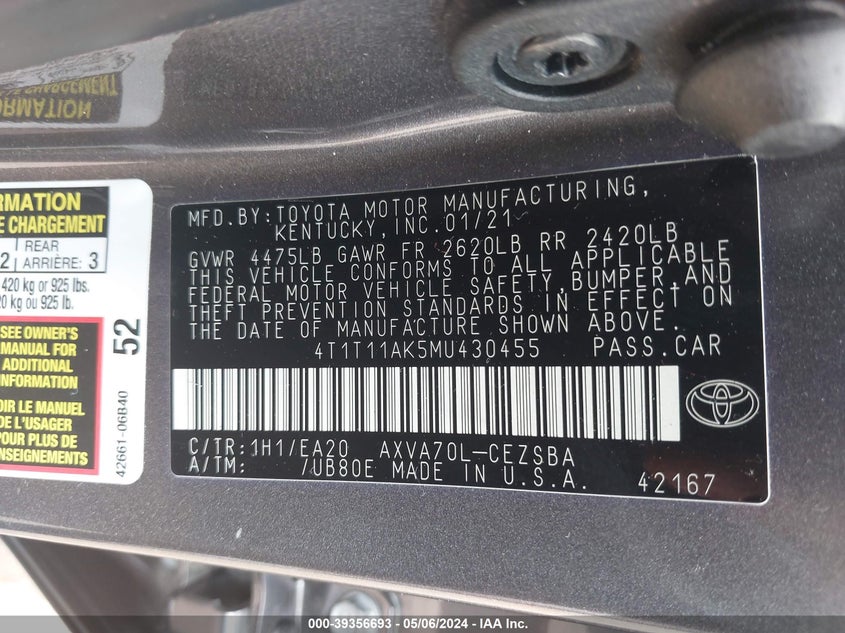 RMATION
E CHARGEMENT
1
REAR
2 ARRIÈRE: 3
420 kg or 925 lbs.
20 kg ou 925 lb.
SEE OWNER'S
MANUAL FOR
ADDITIONAL
INFORMATION
OIR LE MANUEL
DE L'USAGER
POUR PLUS DE
RENSEIGNEMENTS
52
42661-06B40
MFD.BY:TOYOTA MOTOR MANUFACTURING,
KENTUCKY, INC.01/21
GVWR 4475LB GAWR FR 2620LB RR 2420LB
THIS VEHICLE CONFORMS TO ALL APPLICABLE
FEDERAL MOTOR VEHICLE SAFETY,BUMPER,AND
THEFT PREVENTION STANDARDS IN EFFECT ON
THE DATE OF MANUFACTURE SHOWN ABOVE.
4T1T11AK5MU430455 PASS.CAR
C/TR:1H1/EA20 AXVA70L-CEZSBA
A/TM: /UB80E MADE IN U.S.A.
42167
000-39356693 - 05/06/2024 - IAA Inc.